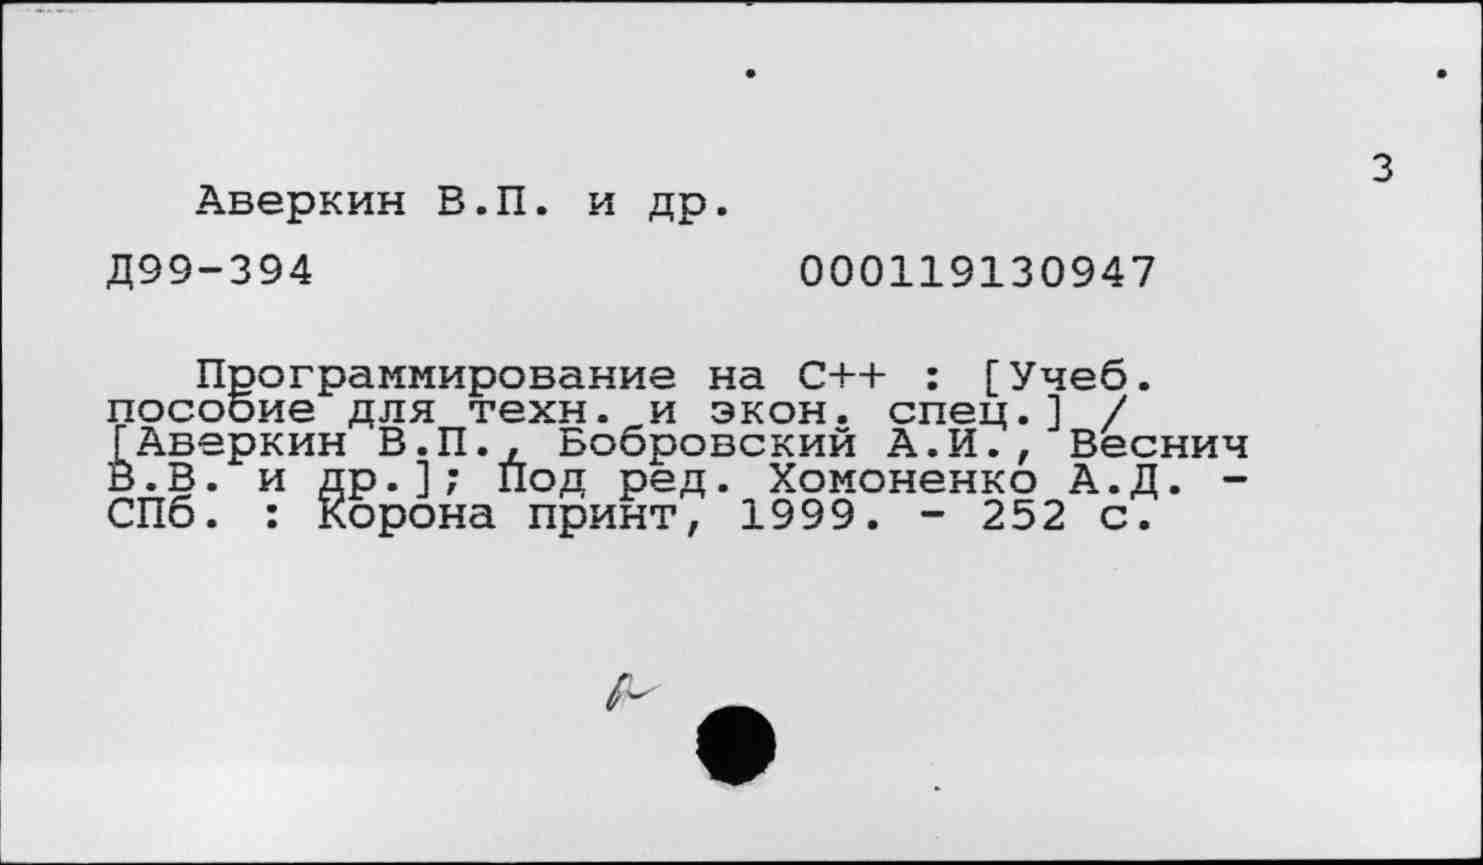 3
Аверкин В.П. и др.
Д99-394 000119130947
Программирование на С++ : [Учеб.
пособие для техн. и экон. спец.] /
[Аверкин В.П., Бобровский А.И., Веснич
В.В. и др.]; Под ред. Хомоненко А.Д. -
СПб. : Корона принт, 1999. - 252 с.